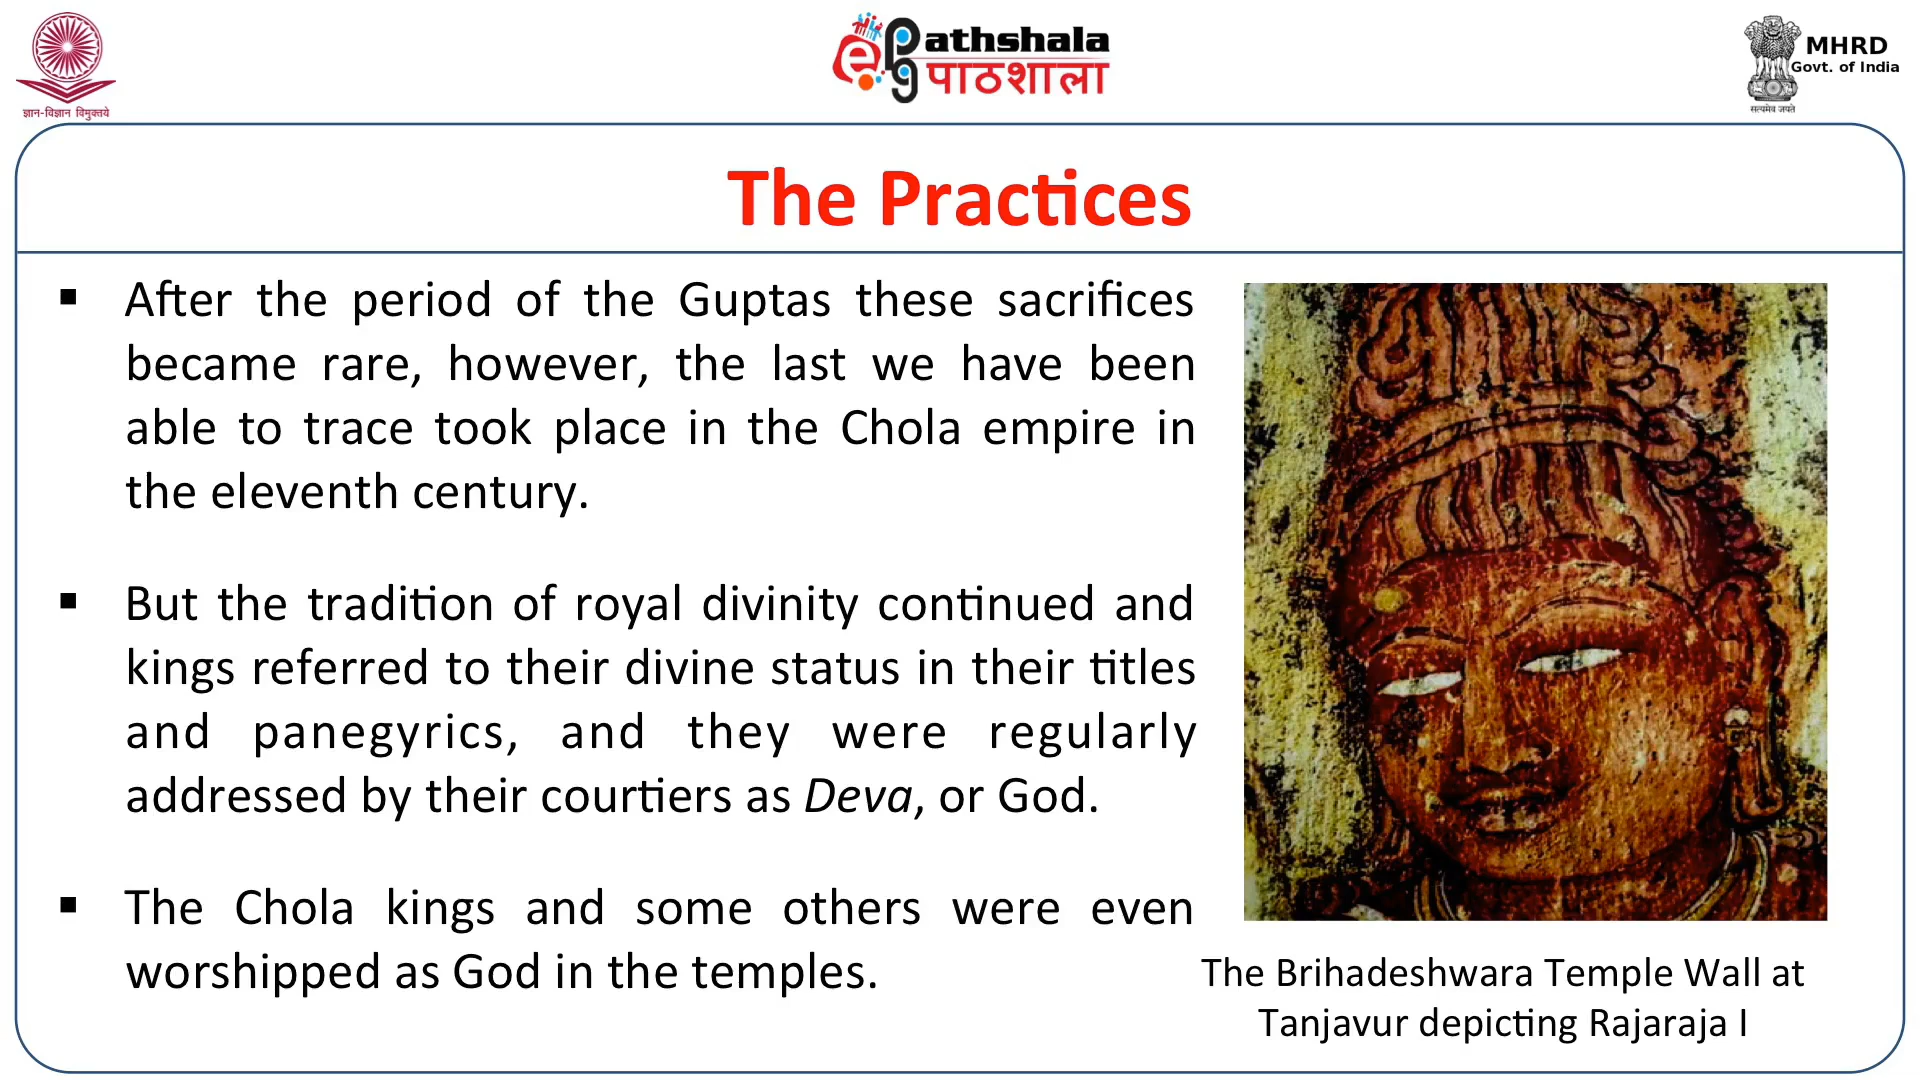 ज्ञान-विज्ञान विमुक्तये
ePG
athshala
पाठशाला
MHRD
Govt. of India
सत्यमेव जयते
The Practices
▪ After the period of the Guptas these sacrifices
became rare, however, the last we have been
able to trace took place in the Chola empire in
the eleventh century.
▪ But the tradition of royal divinity continued and
kings referred to their divine status in their titles
and panegyrics, and they were regularly
addressed by their courtiers as Deva, or God.
▪ The Chola kings and some others were even
worshipped as God in the temples.
The Brihadeshwara Temple Wall at
Tanjavur depicting Rajaraja I